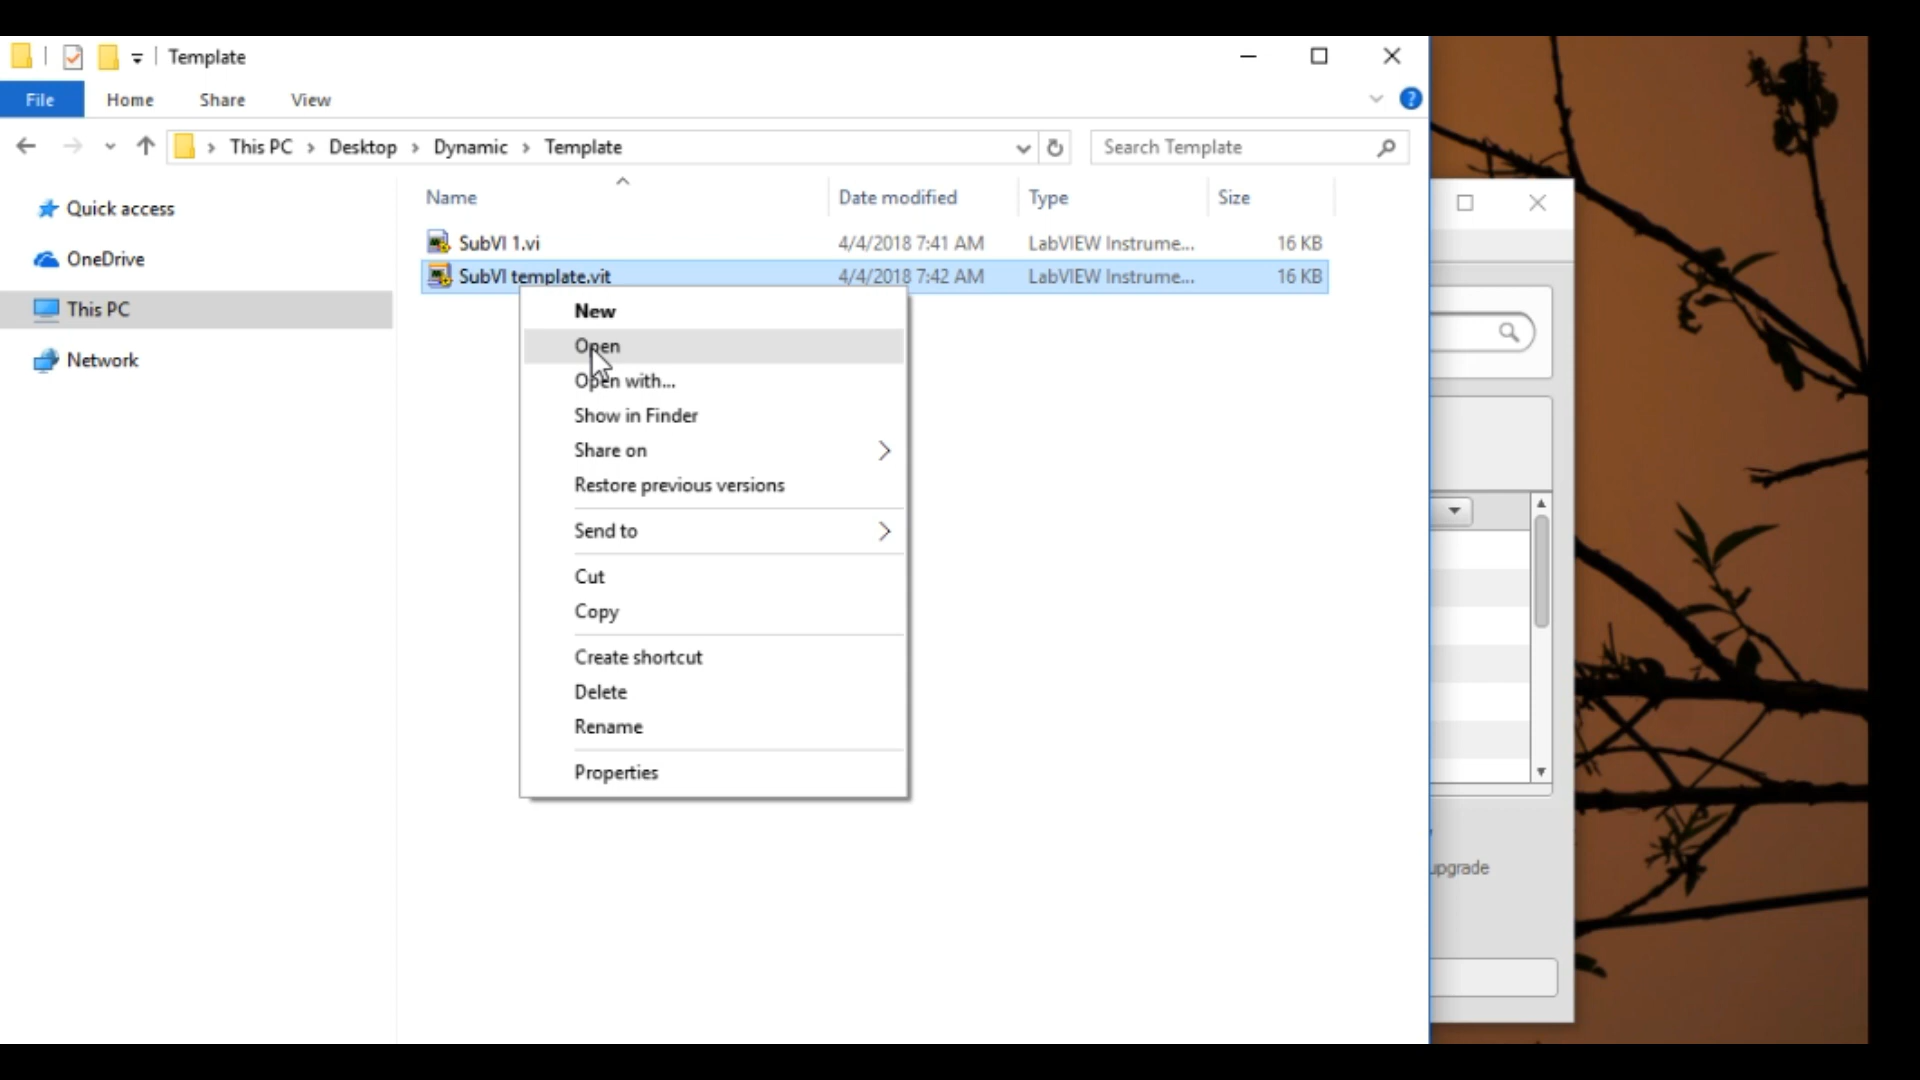 Template
File Home Share View
This PC Desktop Dynamic Template
Search Template
Quick access
OneDrive
This PC
Network
Name Date modified Type Size
SubVI 1.vi 4/4/2018 7:41 AM LabVIEW Instrume... 16 KB
SubVI template.vit 4/4/2018 7:42 AM LabVIEW Instrume... 16 KB
New
Open
Open with...
Show in Finder
Share on
Restore previous versions
Send to
Cut
Copy
Create shortcut
Delete
Rename
Properties
upgrade